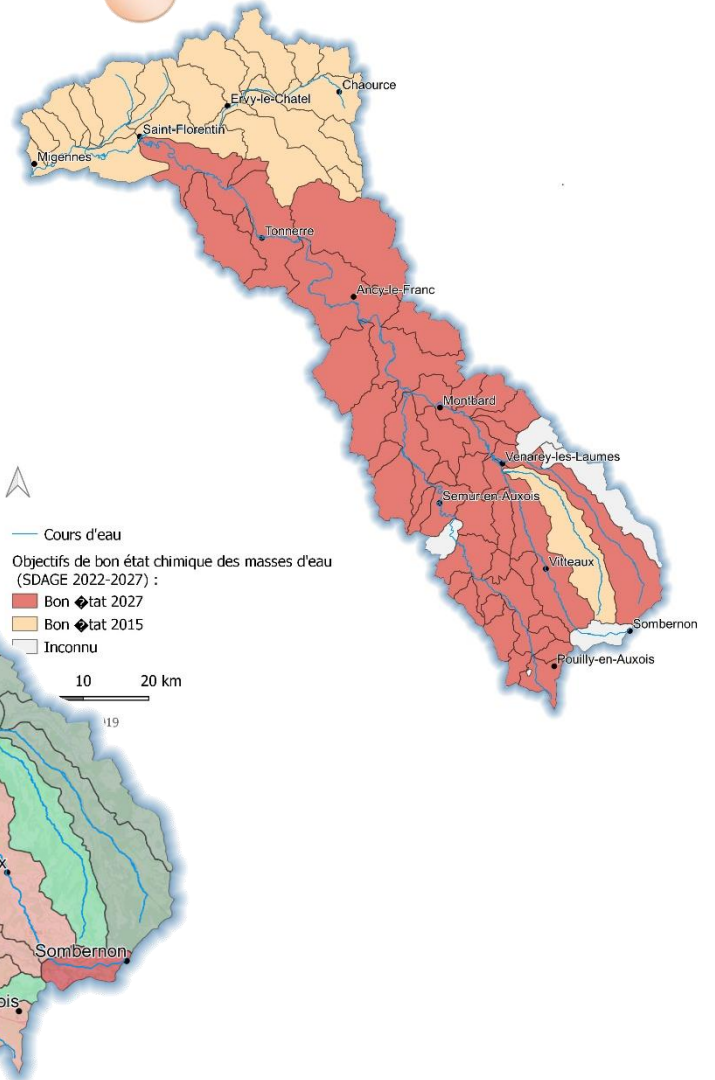 Chaource
Ervy-le-Chatel
Saint-Florentin
Migennes
Tonnerre
Ancy-le-Franc
Montbard
Venarey-les-Laumes
Semur-en-Auxois
Vitteaux
Sombernon
Pouilly-en-Auxois
Cours d'eau
Objectifs de bon état chimique des masses d'eau
(SDAGE 2022-2027) :
Bon �tat 2027
Bon �tat 2015
Inconnu
10 20 km
19
x
Sombernon
ois